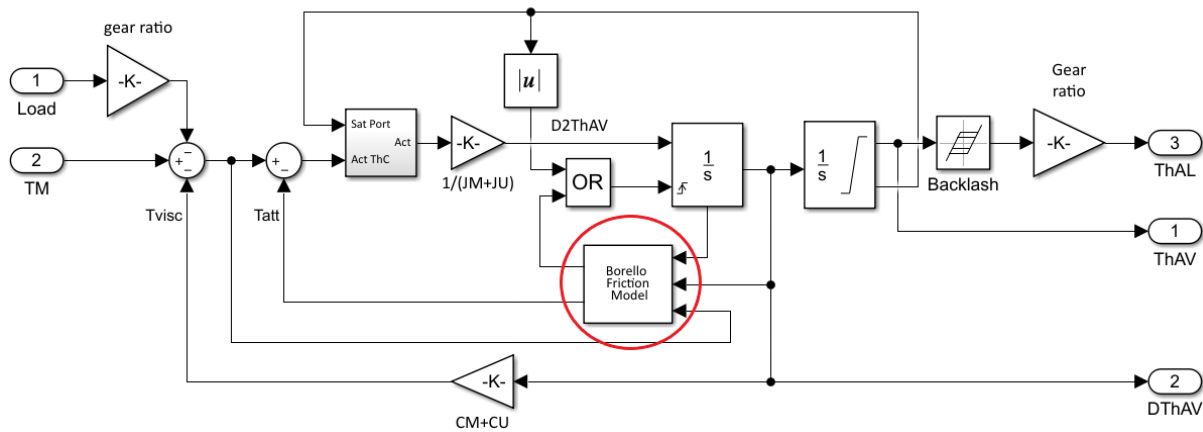 gear ratio
-K-
1
Load
2
TM
+
−
−
Tvisc
+
−
Tatt
Sat Port
Act
Act ThC
|u|
-K-
1/(JM+JU)
D2ThAV
OR
1
s
Borello
Friction
Model
1
s
Backlash
Gear
ratio
-K-
3
ThAL
1
ThAV
-K-
CM+CU
2
DThAV